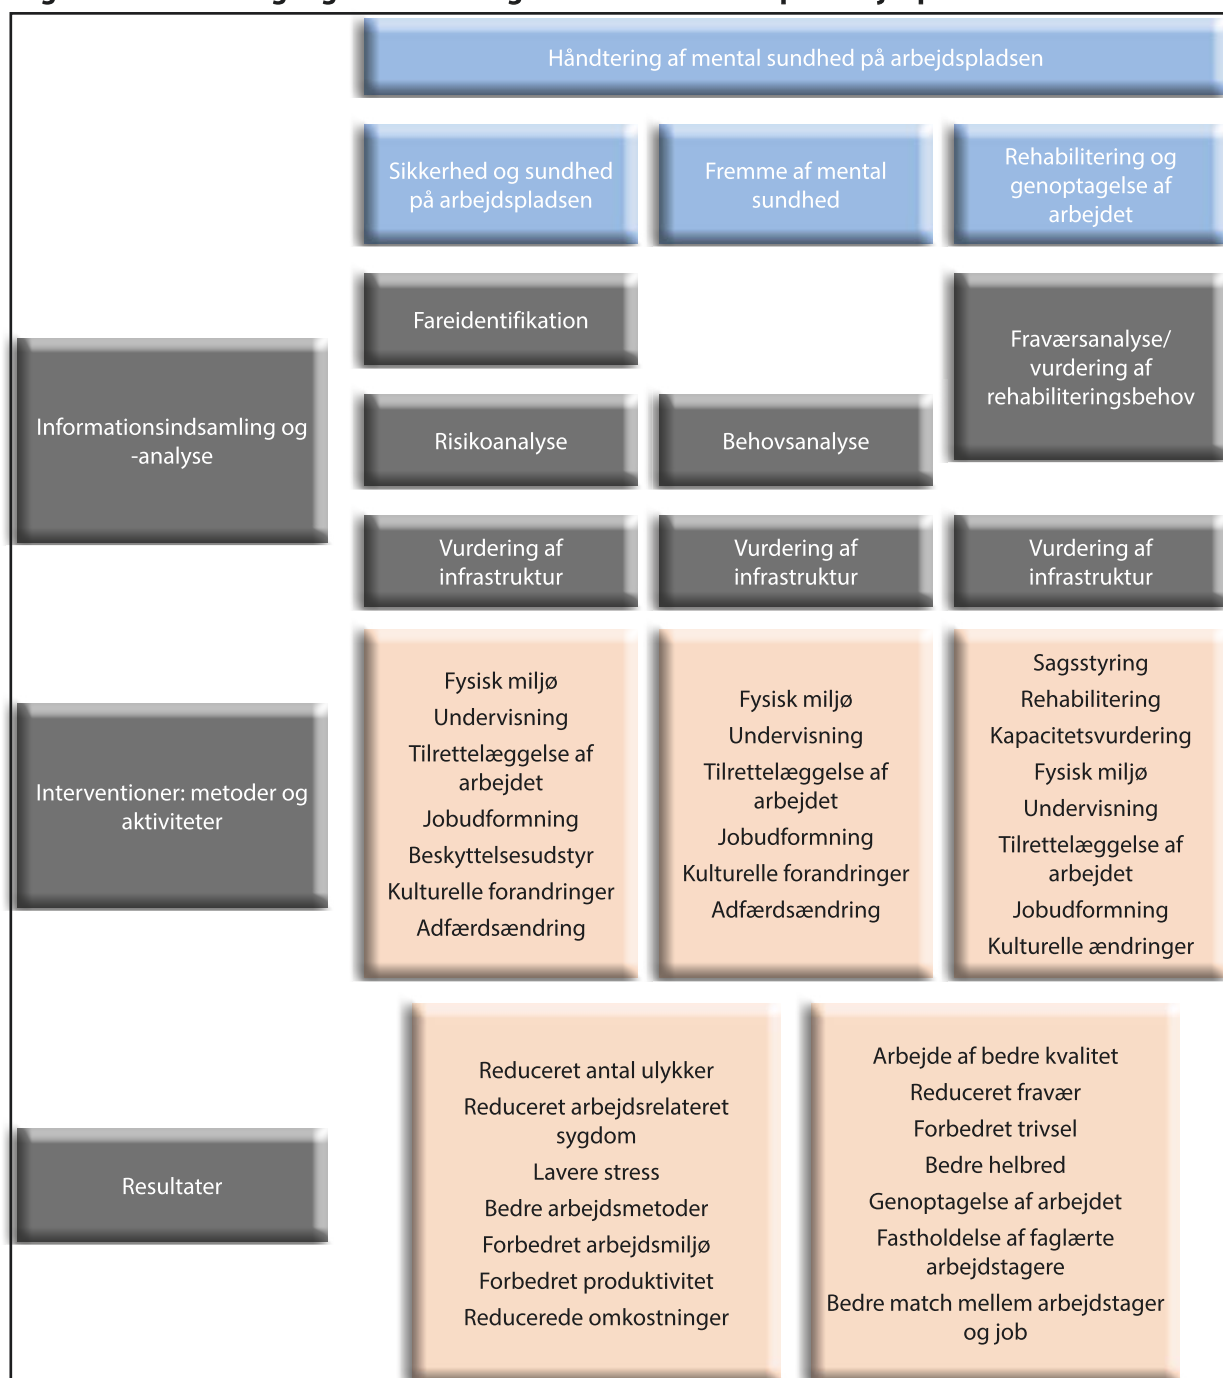 Håndtering af mental sundhed på arbejdspladsen
Sikkerhed og sundhed
på arbejdspladsen
Fremme af mental
sundhed
Rehabilitering og
genoptagelse af
arbejdet
Informationsindsamling og
-analyse
Fareidentifikation
Risikoanalyse
Behovsanalyse
Fraværsanalyse/
vurdering af
rehabiliteringsbehov
Vurdering af
infrastruktur
Vurdering af
infrastruktur
Vurdering af
infrastruktur
Interventioner: metoder og
aktiviteter
Fysisk miljø
Undervisning
Tilrettelæggelse af
arbejdet
Jobudformning
Beskyttelsesudstyr
Kulturelle forandringer
Adfærdsændring
Fysisk miljø
Undervisning
Tilrettelæggelse af
arbejdet
Jobudformning
Kulturelle forandringer
Adfærdsændring
Sagsstyring
Rehabilitering
Kapacitetsvurdering
Fysisk miljø
Undervisning
Tilrettelæggelse af
arbejdet
Jobudformning
Kulturelle ændringer
Resultater
Reduceret antal ulykker
Reduceret arbejdsrelateret
sygdom
Lavere stress
Bedre arbejdsmetoder
Forbedret arbejdsmiljø
Forbedret produktivitet
Reducerede omkostninger
Arbejde af bedre kvalitet
Reduceret fravær
Forbedret trivsel
Bedre helbred
Genoptagelse af arbejdet
Fastholdelse af faglærte
arbejdstagere
Bedre match mellem arbejdstager
og job